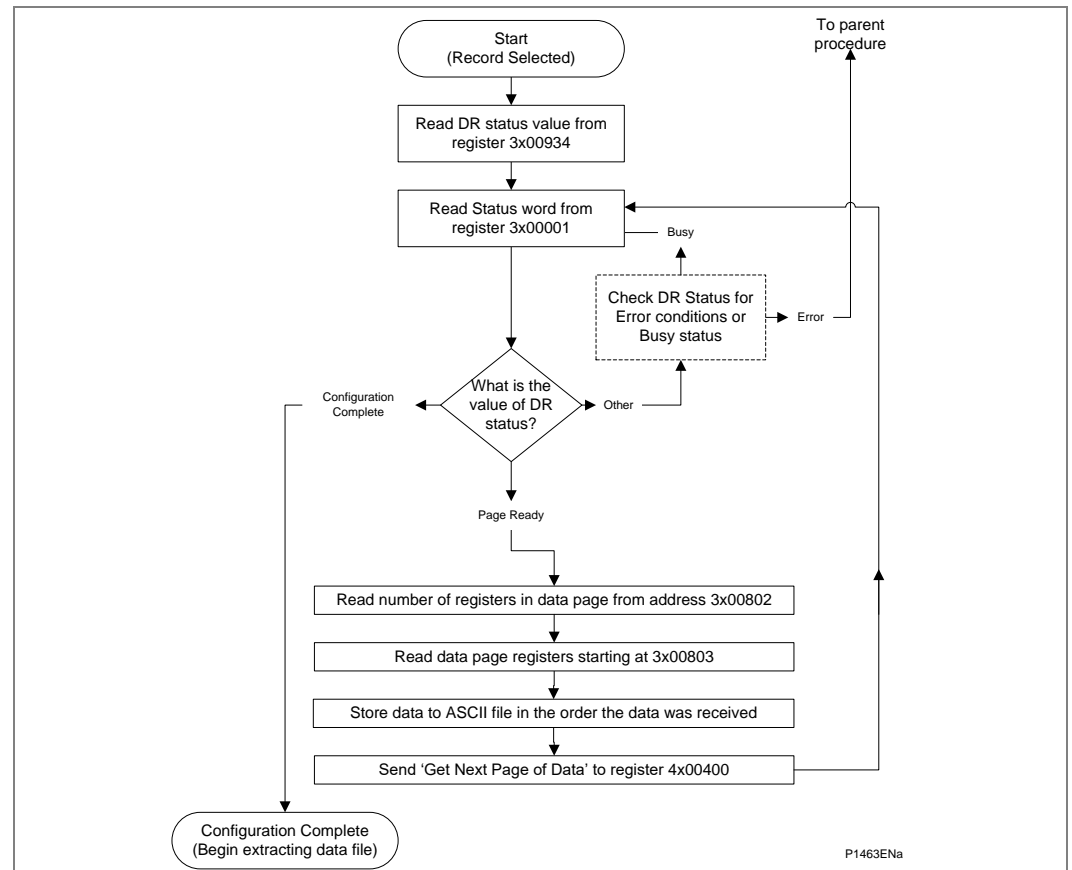 Start
(Record Selected)
To parent
procedure
Read DR status value from
register 3x00934
Read Status word from
register 3x00001
Busy
Check DR Status for
Error conditions or
Busy status
Error
What is the
value of DR
status?
Configuration
Complete
Other
Page Ready
Read number of registers in data page from address 3x00802
Read data page registers starting at 3x00803
Store data to ASCII file in the order the data was received
Send ‘Get Next Page of Data’ to register 4x00400
Configuration Complete
(Begin extracting data file)
P1463ENa